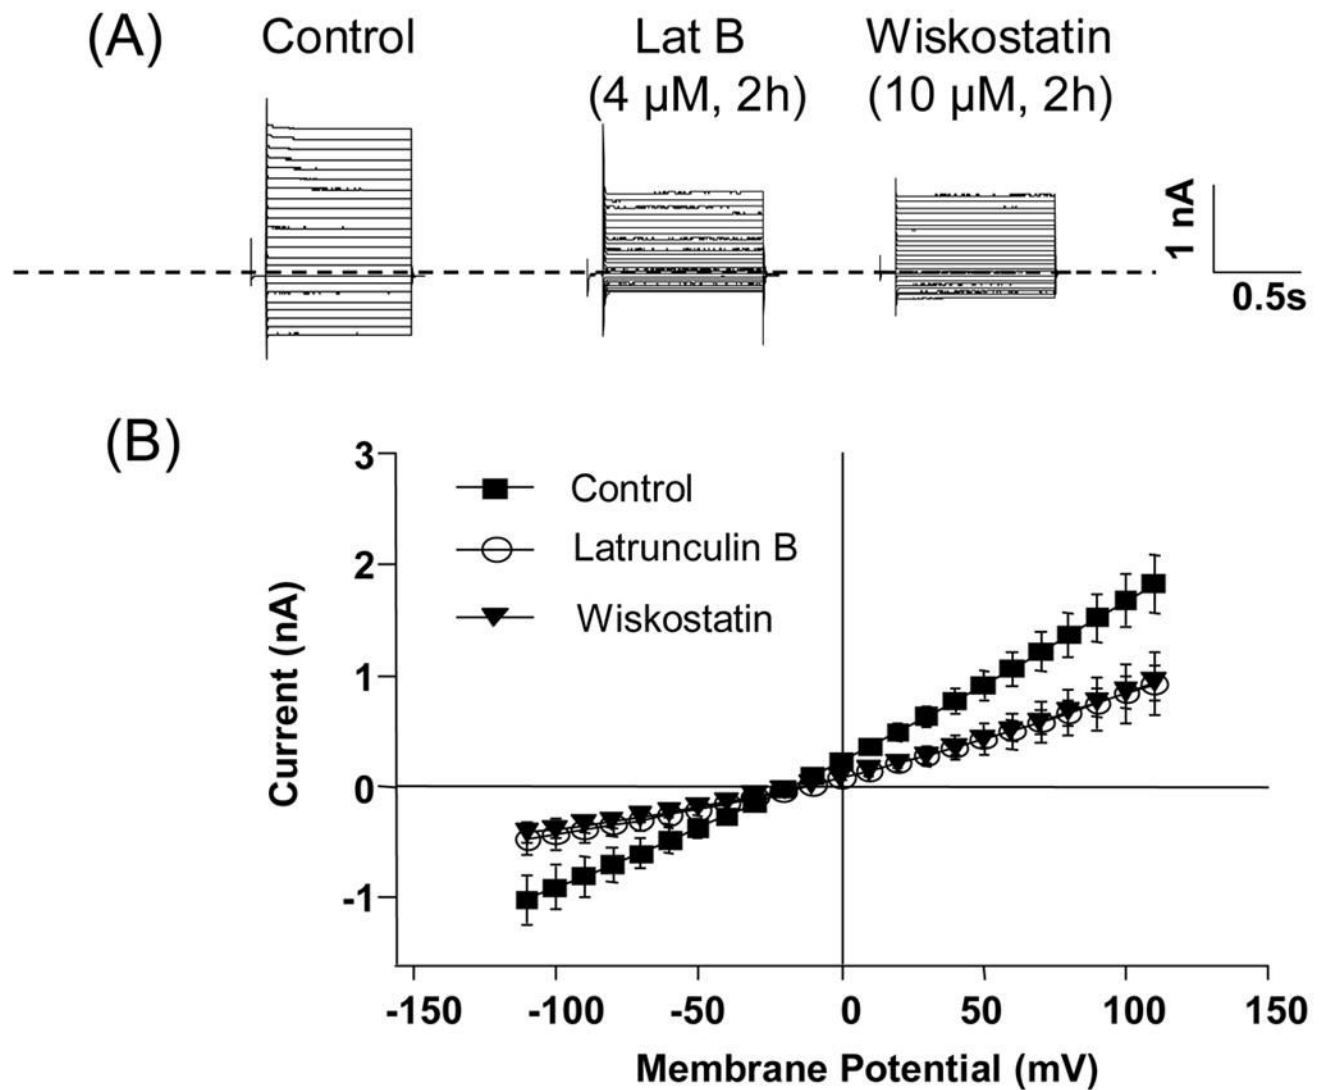 (A)
Control
Lat B
(4 µM, 2h)
Wiskostatin
(10 µM, 2h)
1 nA
0.5s
(B)
Control
Latrunculin B
Wiskostatin
Current (nA)
3
2
1
0
-1
-150
-100
-50
0
50
100
150
Membrane Potential (mV)